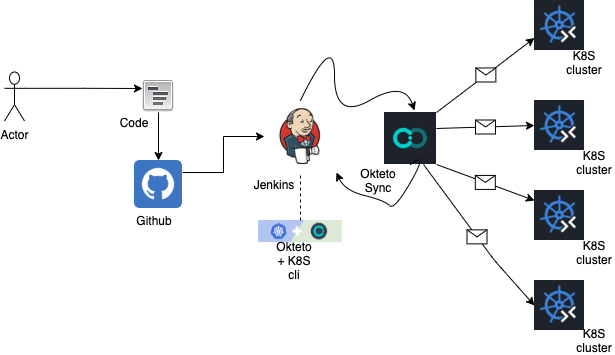 Actor
Code
Github
Jenkins
Okteto
+ K8S
cli
Okteto
Sync
K8S
cluster
K8S
cluster
K8S
cluster
K8S
cluster